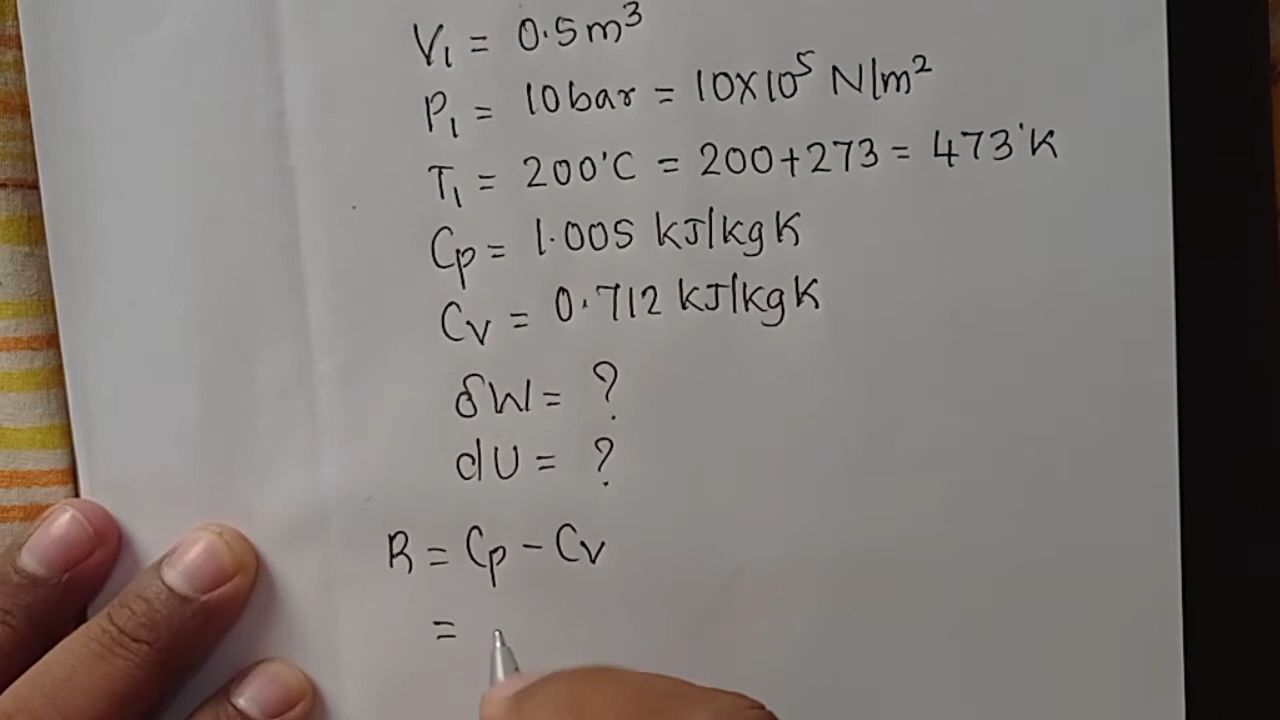 V₁ = 0.5m³
P₁ = 10bar = 10×10⁵ N/m²
T₁ = 200°C = 200+273 = 473°K
Cp = 1.005 kJ/kgK
Cv = 0.712 kJ/kgK
δW = ?
dU = ?
R = Cp - Cv
=